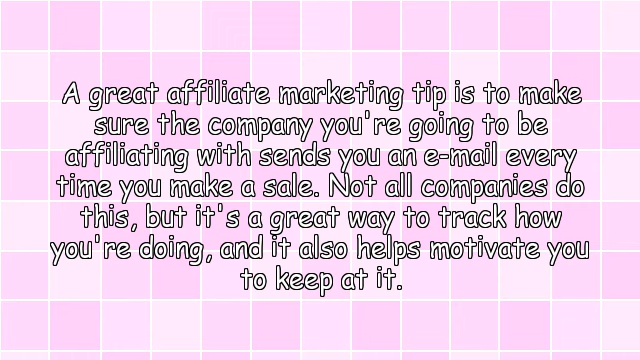 A great affiliate marketing tip is to make
sure the company you're going to be
affiliating with sends you an e-mail every
time you make a sale. Not all companies do
this, but it's a great way to track how
you're doing, and it also helps motivate you
to keep at it.